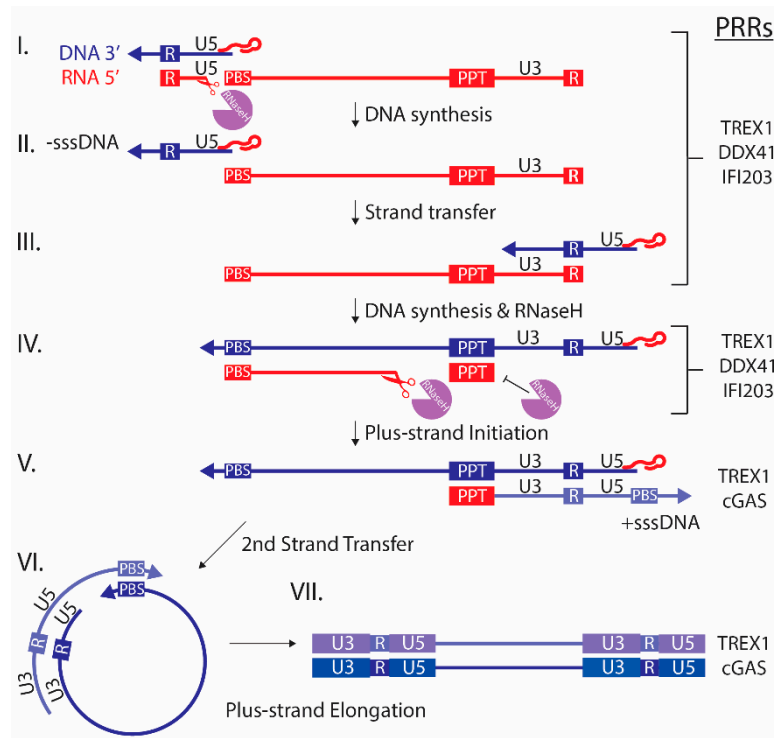 PRRs
I.
DNA 3′
R
U5
RNA 5′
R
U5
PBS
PPT
U3
R
RNaseH
DNA synthesis
II.
-sssDNA
R
U5
PBS
PPT
U3
R
TREX1
DDX41
IFI203
Strand transfer
III.
R
U5
PBS
PPT
U3
R
DNA synthesis & RNaseH
IV.
PBS
PPT
U3
R
U5
PBS
PPT
RNaseH
RNaseH
TREX1
DDX41
IFI203
Plus-strand Initiation
V.
PBS
PPT
U3
R
U5
PPT
U3
R
U5
PBS
+sssDNA
TREX1
cGAS
2nd Strand Transfer
VI.
PBS
PBS
U5
U5
R
R
U3
U3
Plus-strand Elongation
VII.
U3 R U5 U3 R U5
U3 R U5 U3 R U5
TREX1
cGAS